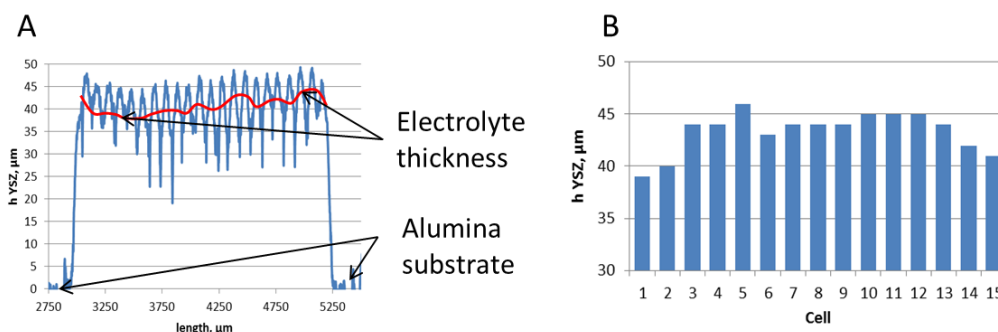 A
50
45
40
35
30
25
20
15
10
5
0
h YSZ, µm
2750 3250 3750 4250 4750 5250
length, µm
Electrolyte
thickness
Alumina
substrate
B
50
45
40
35
30
h YSZ, µm
1 2 3 4 5 6 7 8 9 10 11 12 13 14 15
Cell